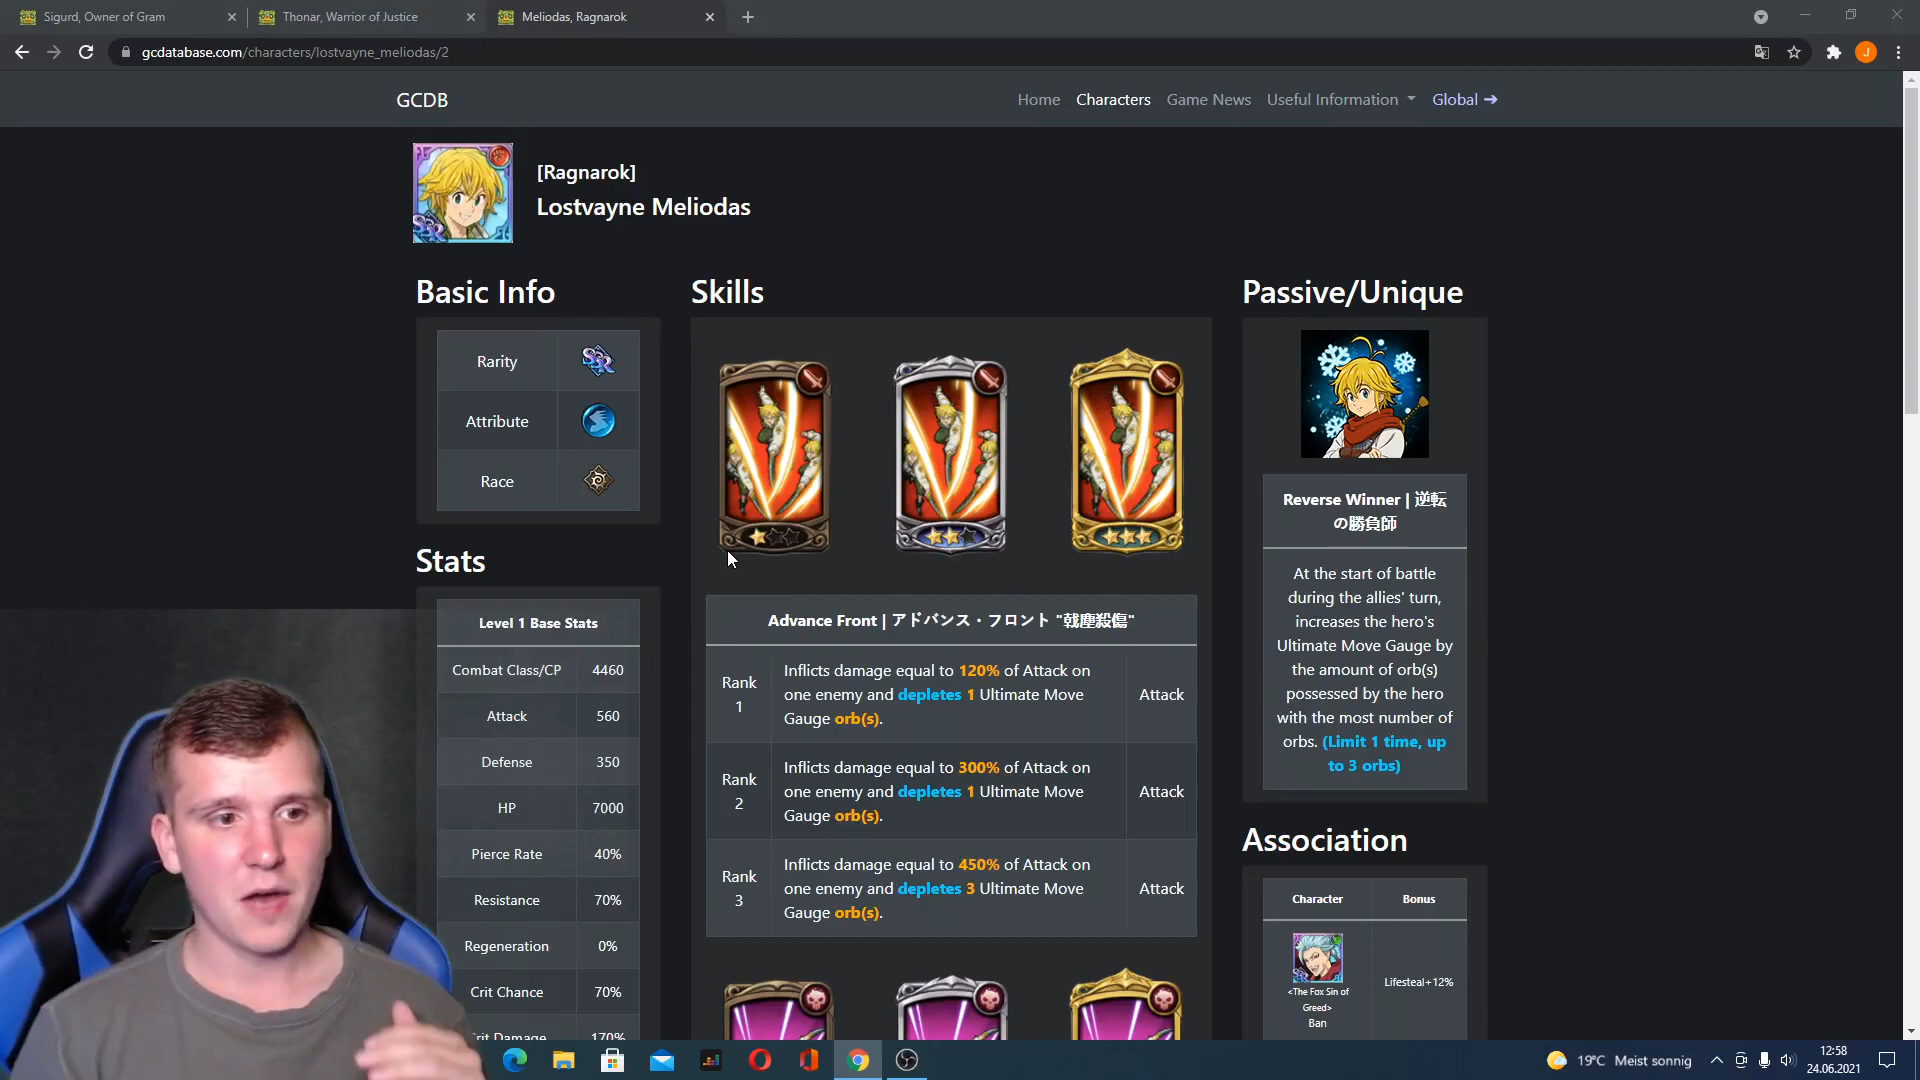 Sigurd, Owner of Gram
Thonar, Warrior of Justice
Meliodas, Ragnarok
gcdatabase.com/characters/lostvayne_meliodas/2
J
GCDB
Home
Characters
Game News
Useful Information
Global ➔
[Ragnarok]
Lostvayne Meliodas
Basic Info
Rarity
SSR
Attribute
Race
Stats
Level 1 Base Stats
Combat Class/CP 4460
Attack 560
Defense 350
HP 7000
Pierce Rate 40%
Resistance 70%
Regeneration 0%
Crit Chance 70%
Crit Damage 170%
Skills
Advance Front | アドバンス・フロント "戟塵殺傷"
Rank 1
Inflicts damage equal to 120% of Attack on
one enemy and depletes 1 Ultimate Move
Gauge orb(s).
Attack
Rank 2
Inflicts damage equal to 300% of Attack on
one enemy and depletes 1 Ultimate Move
Gauge orb(s).
Attack
Rank 3
Inflicts damage equal to 450% of Attack on
one enemy and depletes 3 Ultimate Move
Gauge orb(s).
Attack
Passive/Unique
Reverse Winner | 逆転
の勝負師
At the start of battle
during the allies' turn,
increases the hero's
Ultimate Move Gauge by
the amount of orb(s)
possessed by the hero
with the most number of
orbs. (Limit 1 time, up
to 3 orbs)
Association
Character Bonus
<The Fox Sin of
Greed>
Ban
Lifesteal+12%
19°C Meist sonnig
12:58
24.06.2021